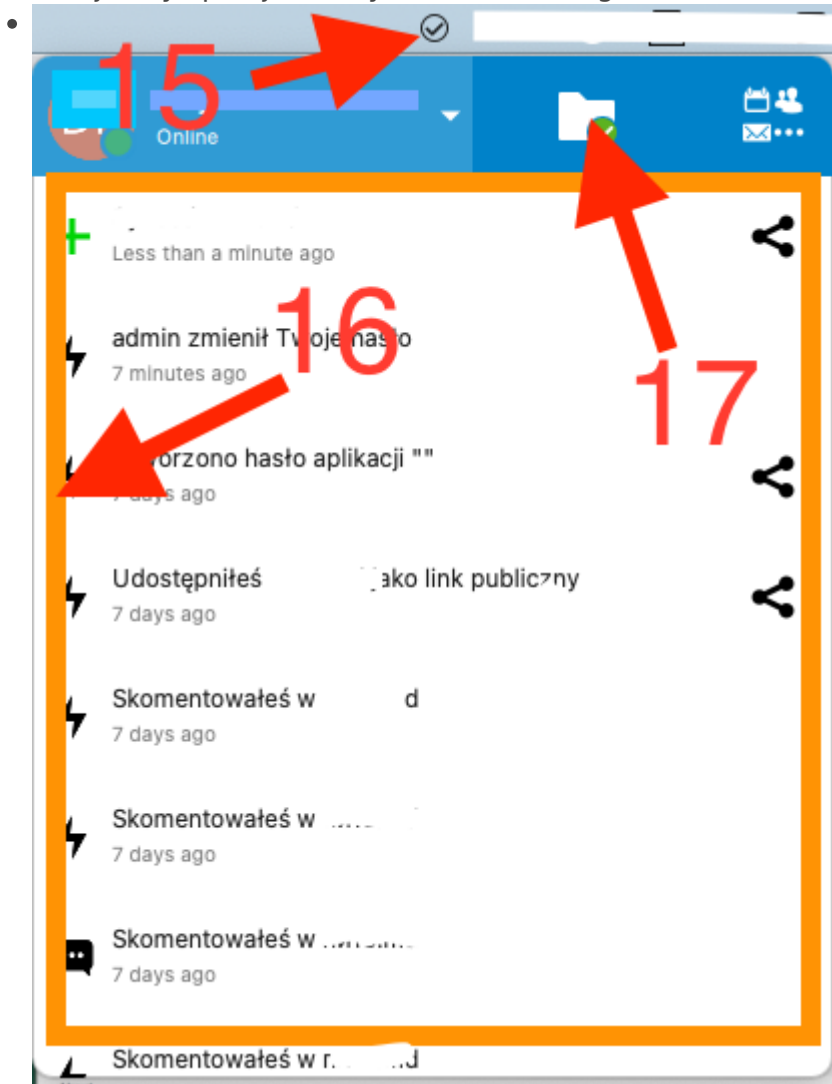 15
Online
Less than a minute ago
16
admin zmienił Twoje hasło
7 minutes ago
17
hasło aplikacji ""
days ago
Udostępniłeś link publiczny
7 days ago
Skomentowałeś w
7 days ago
Skomentowałeś w
7 days ago
Skomentowałeś w
7 days ago
Skomentowałeś w